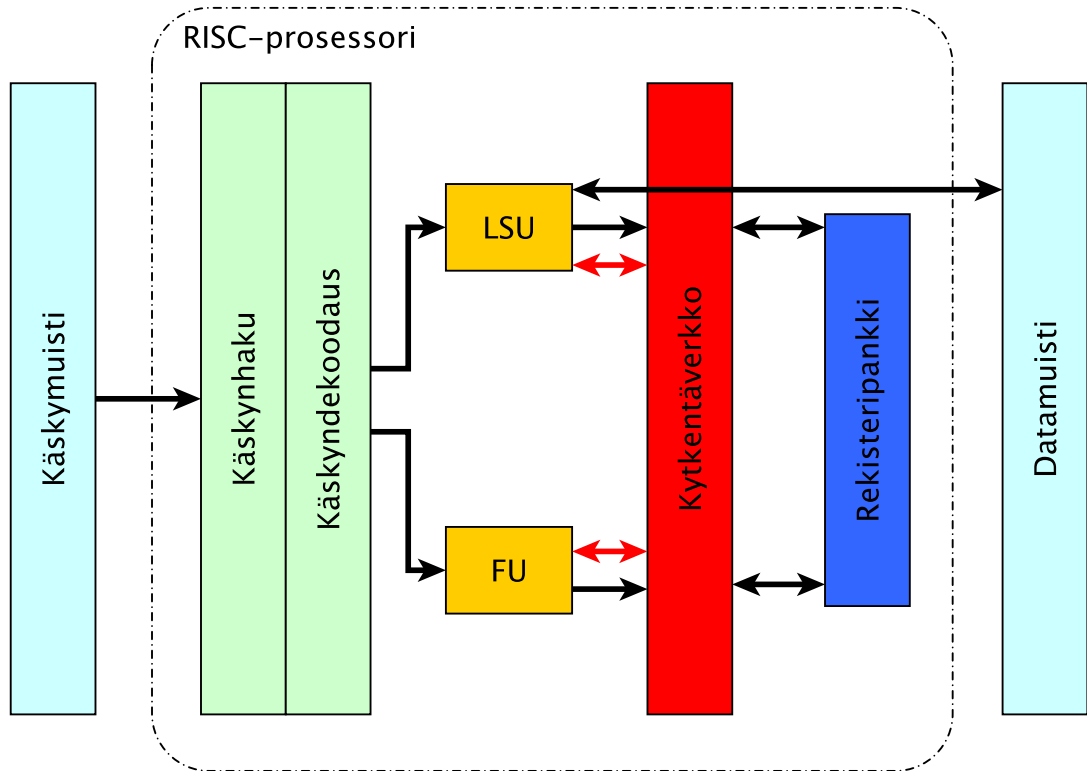 RISC-prosessori
Käskymuisti
Käskynhaku
Käskyndekoodaus
LSU
FU
Kytkentäverkko
Rekisteripankki
Datamuisti